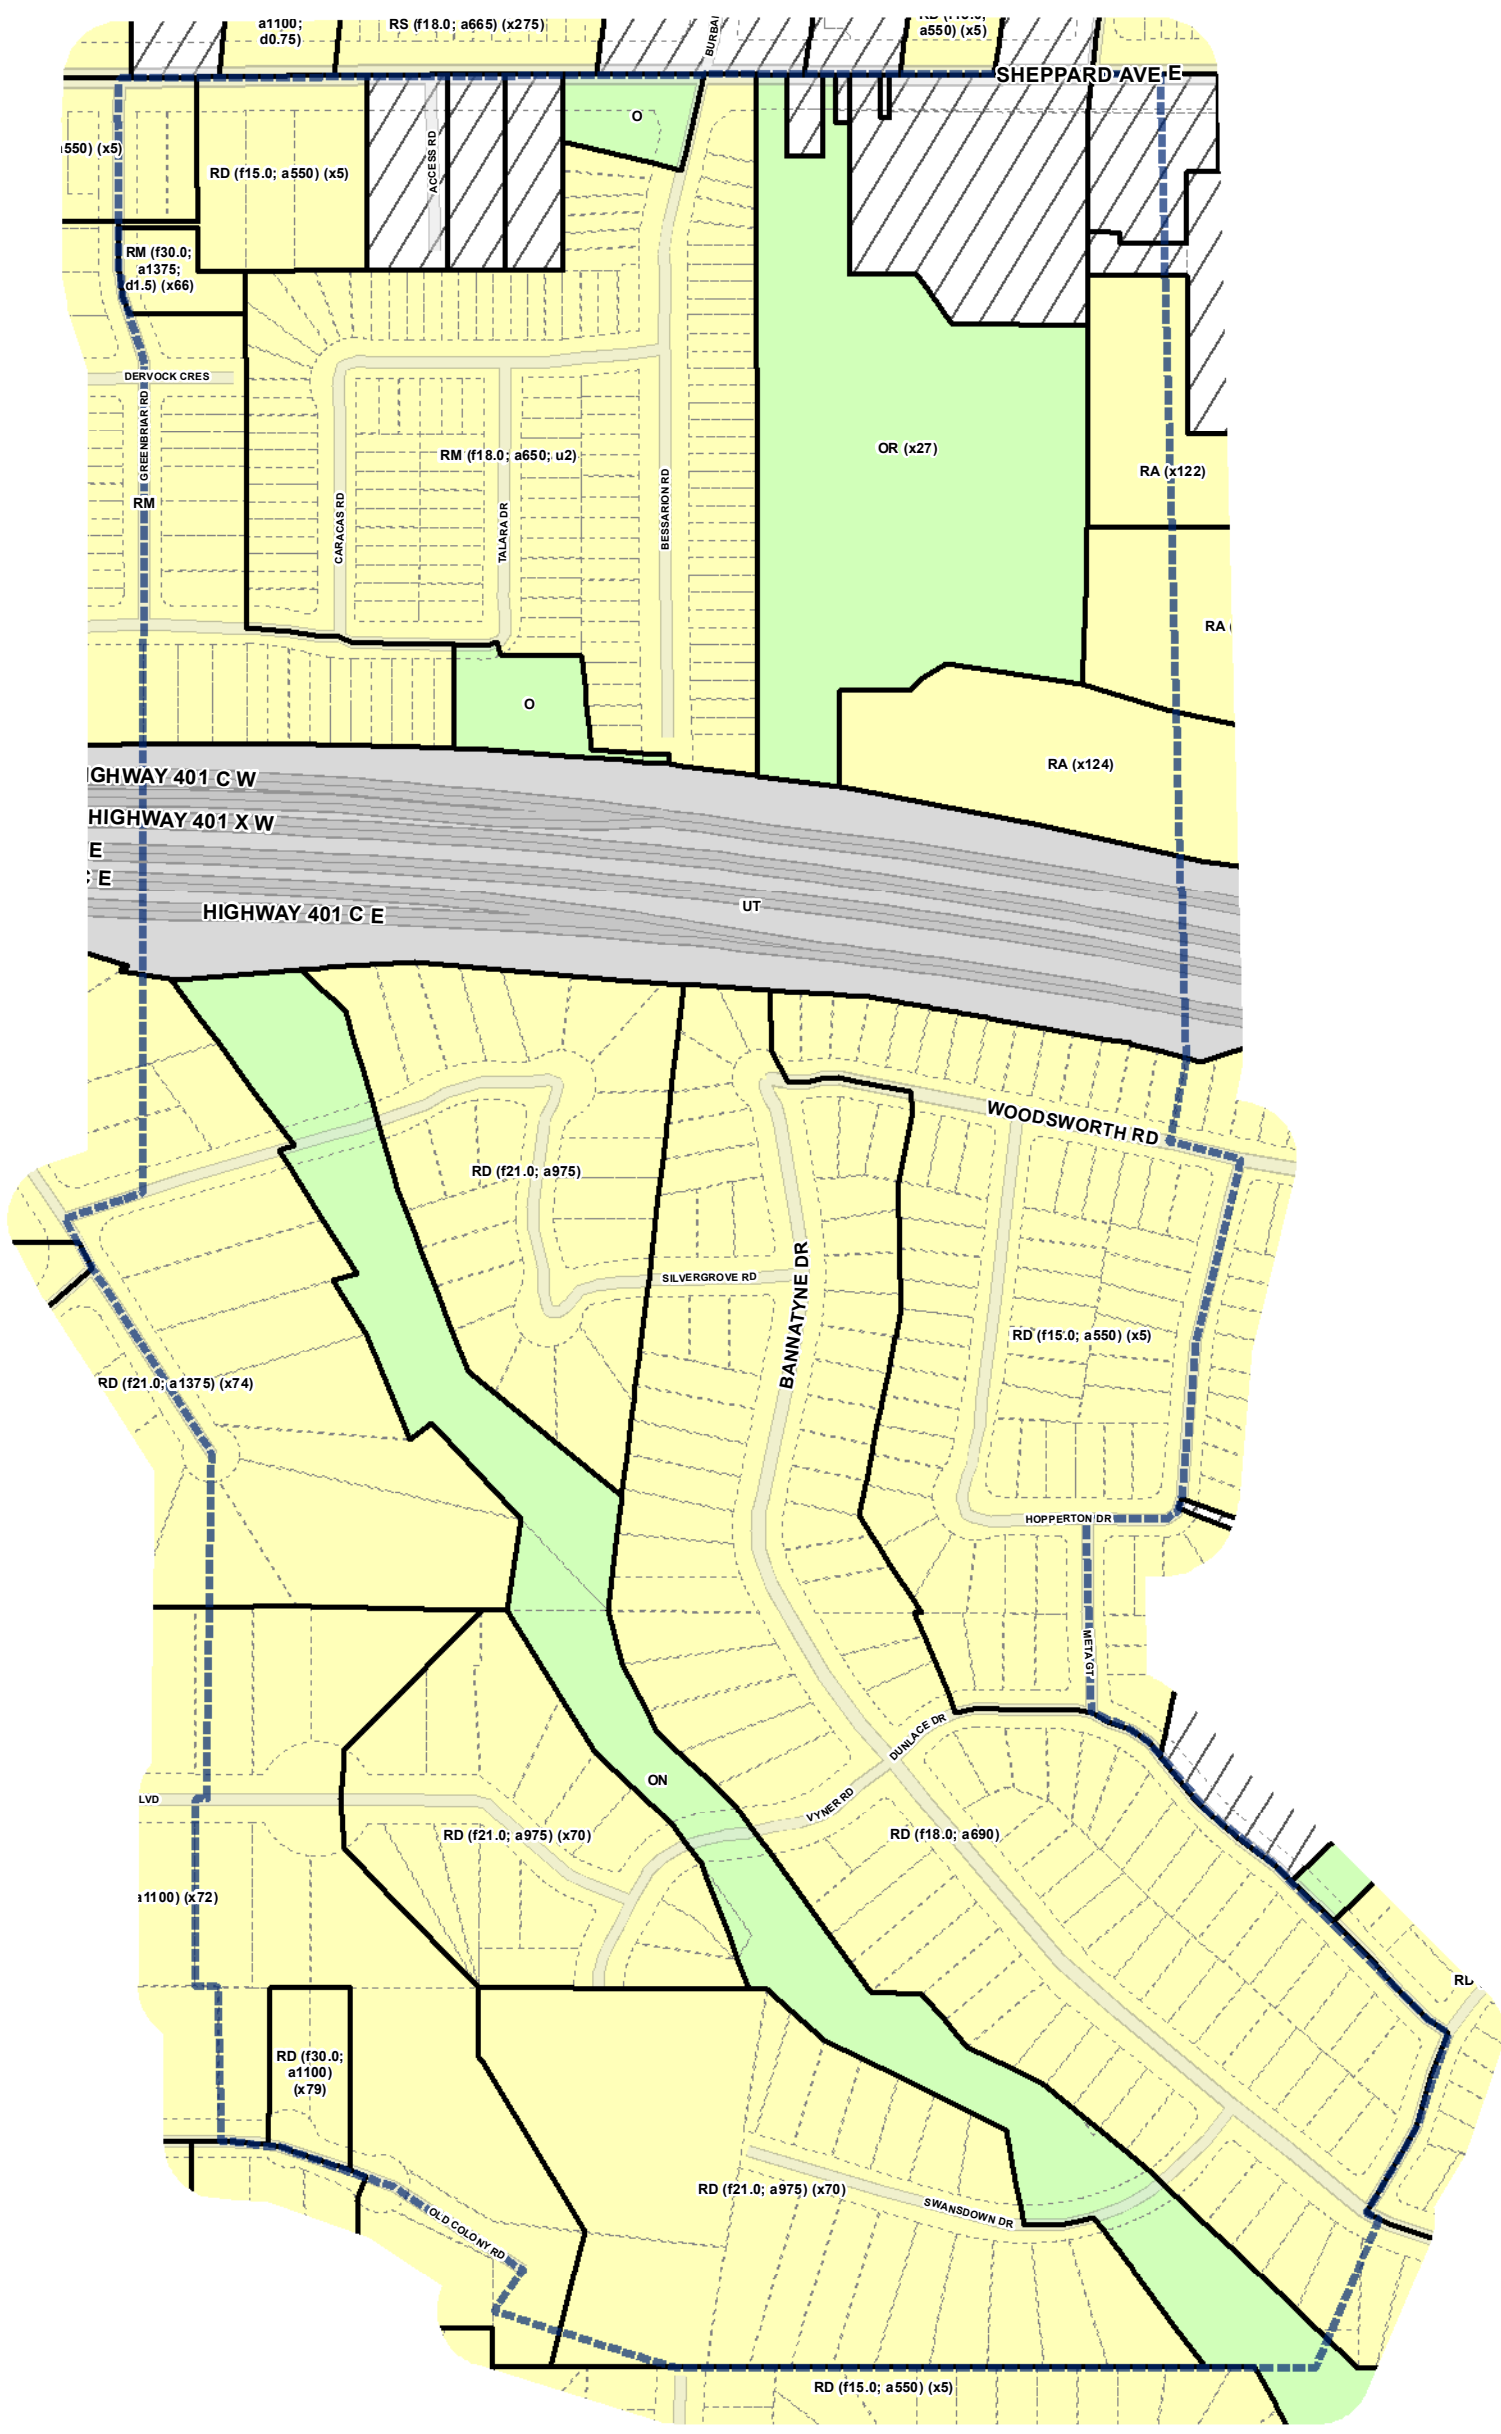 a1100;
d0.75)
RS (f18.0; a665) (x275)
a550) (x5)
SHEPPARD AVE E
O
a550) (x5)
RD (f15.0; a550) (x5)
ACCESS RD
RM (f30.0;
a1375;
d1.5) (x66)
DERVOCK CRES
GREENBRIAR RD
RM
RM (f18.0; a650; u2)
CARACAS RD
TALARA DR
BESSARION RD
OR (x27)
RA (x122)
RA (
O
RA (x124)
HIGHWAY 401 C W
HIGHWAY 401 X W
E
C E
HIGHWAY 401 C E
UT
WOODSWORTH RD
RD (f21.0; a975)
SILVERGROVE RD
BANNATYNE DR
RD (f15.0; a550) (x5)
RD (f21.0; a1375) (x74)
HOPPERTON DR
META GT
DUNLACE DR
ON
LVD
VYNER RD
RD (f21.0; a975) (x70)
RD (f18.0; a690)
a1100) (x72)
RD
RD (f30.0;
a1100)
(x79)
RD (f21.0; a975) (x70)
SWANSDOWN DR
OLD COLONY RD
RD (f15.0; a550) (x5)